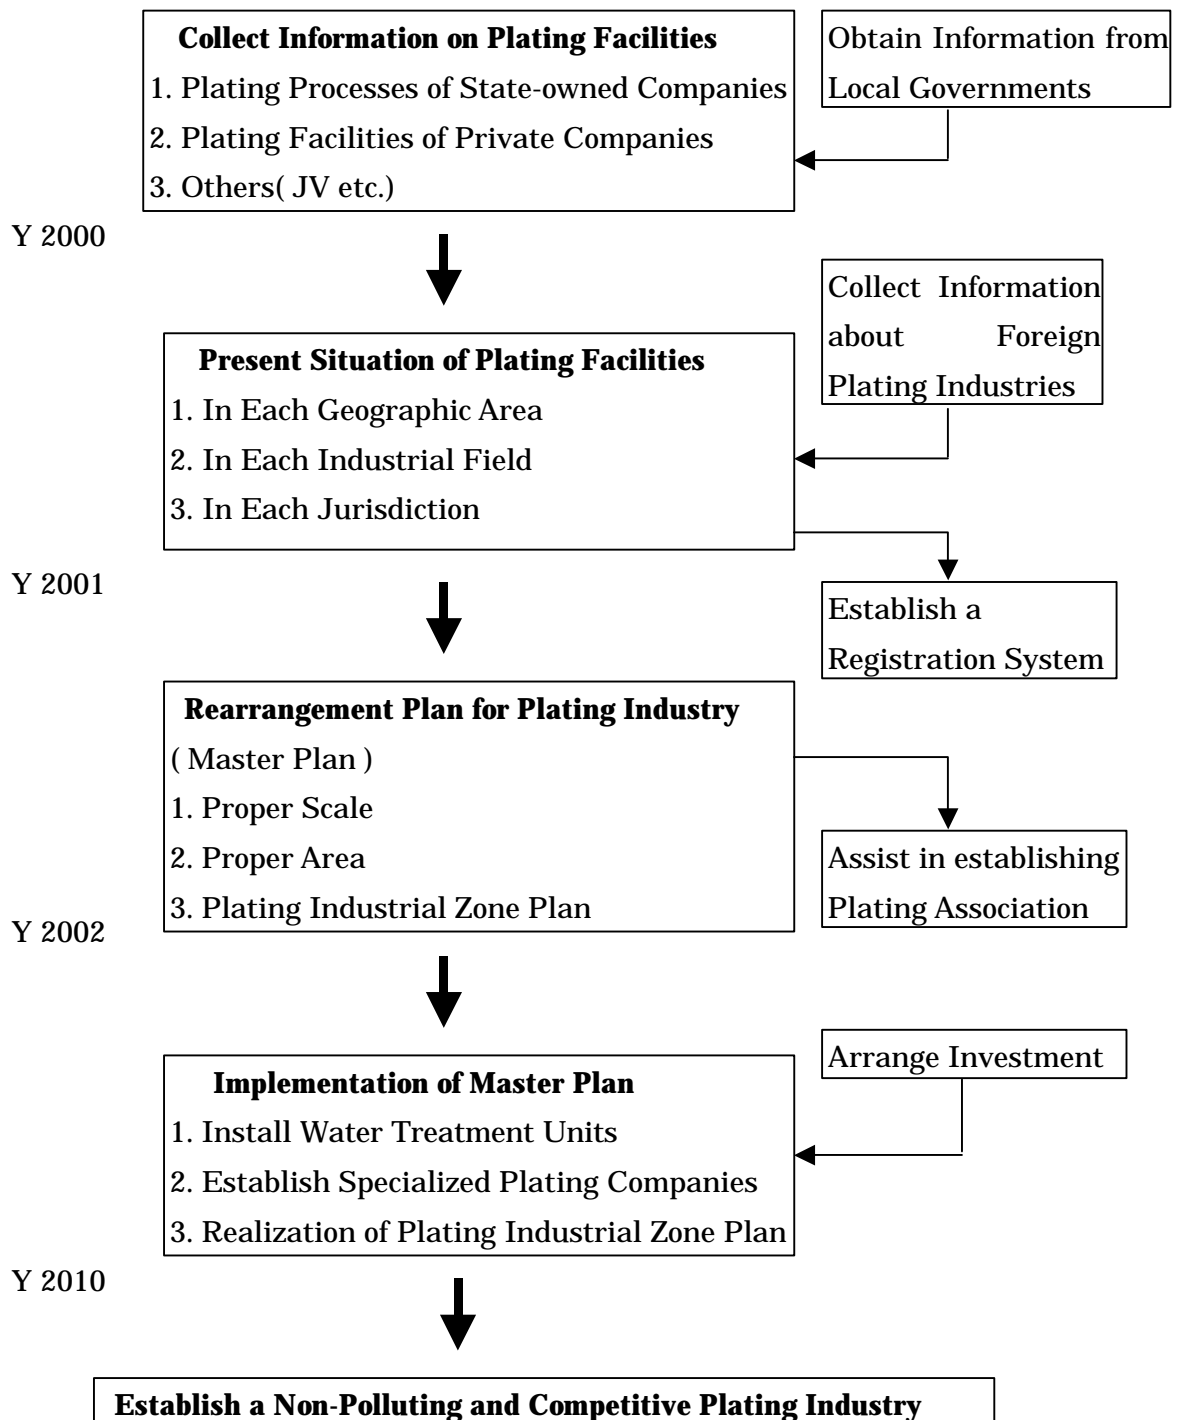 Collect Information on Plating Facilities
1. Plating Processes of State-owned Companies
2. Plating Facilities of Private Companies
3. Others( JV etc.)
Obtain Information from
Local Governments
Y 2000
Collect Information
about Foreign
Plating Industries
Present Situation of Plating Facilities
1. In Each Geographic Area
2. In Each Industrial Field
3. In Each Jurisdiction
Y 2001
Establish a
Registration System
Rearrangement Plan for Plating Industry
( Master Plan )
1. Proper Scale
2. Proper Area
3. Plating Industrial Zone Plan
Assist in establishing
Plating Association
Y 2002
Arrange Investment
Implementation of Master Plan
1. Install Water Treatment Units
2. Establish Specialized Plating Companies
3. Realization of Plating Industrial Zone Plan
Y 2010
Establish a Non-Polluting and Competitive Plating Industry